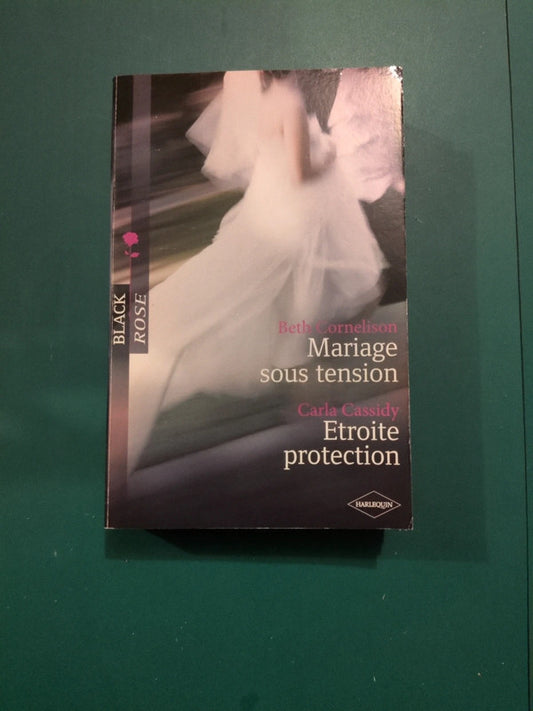 BLACK
ROSE
Beth Cornelison
Mariage
sous tension
Carla Cassidy
Etroite
protection
HARLEQUIN